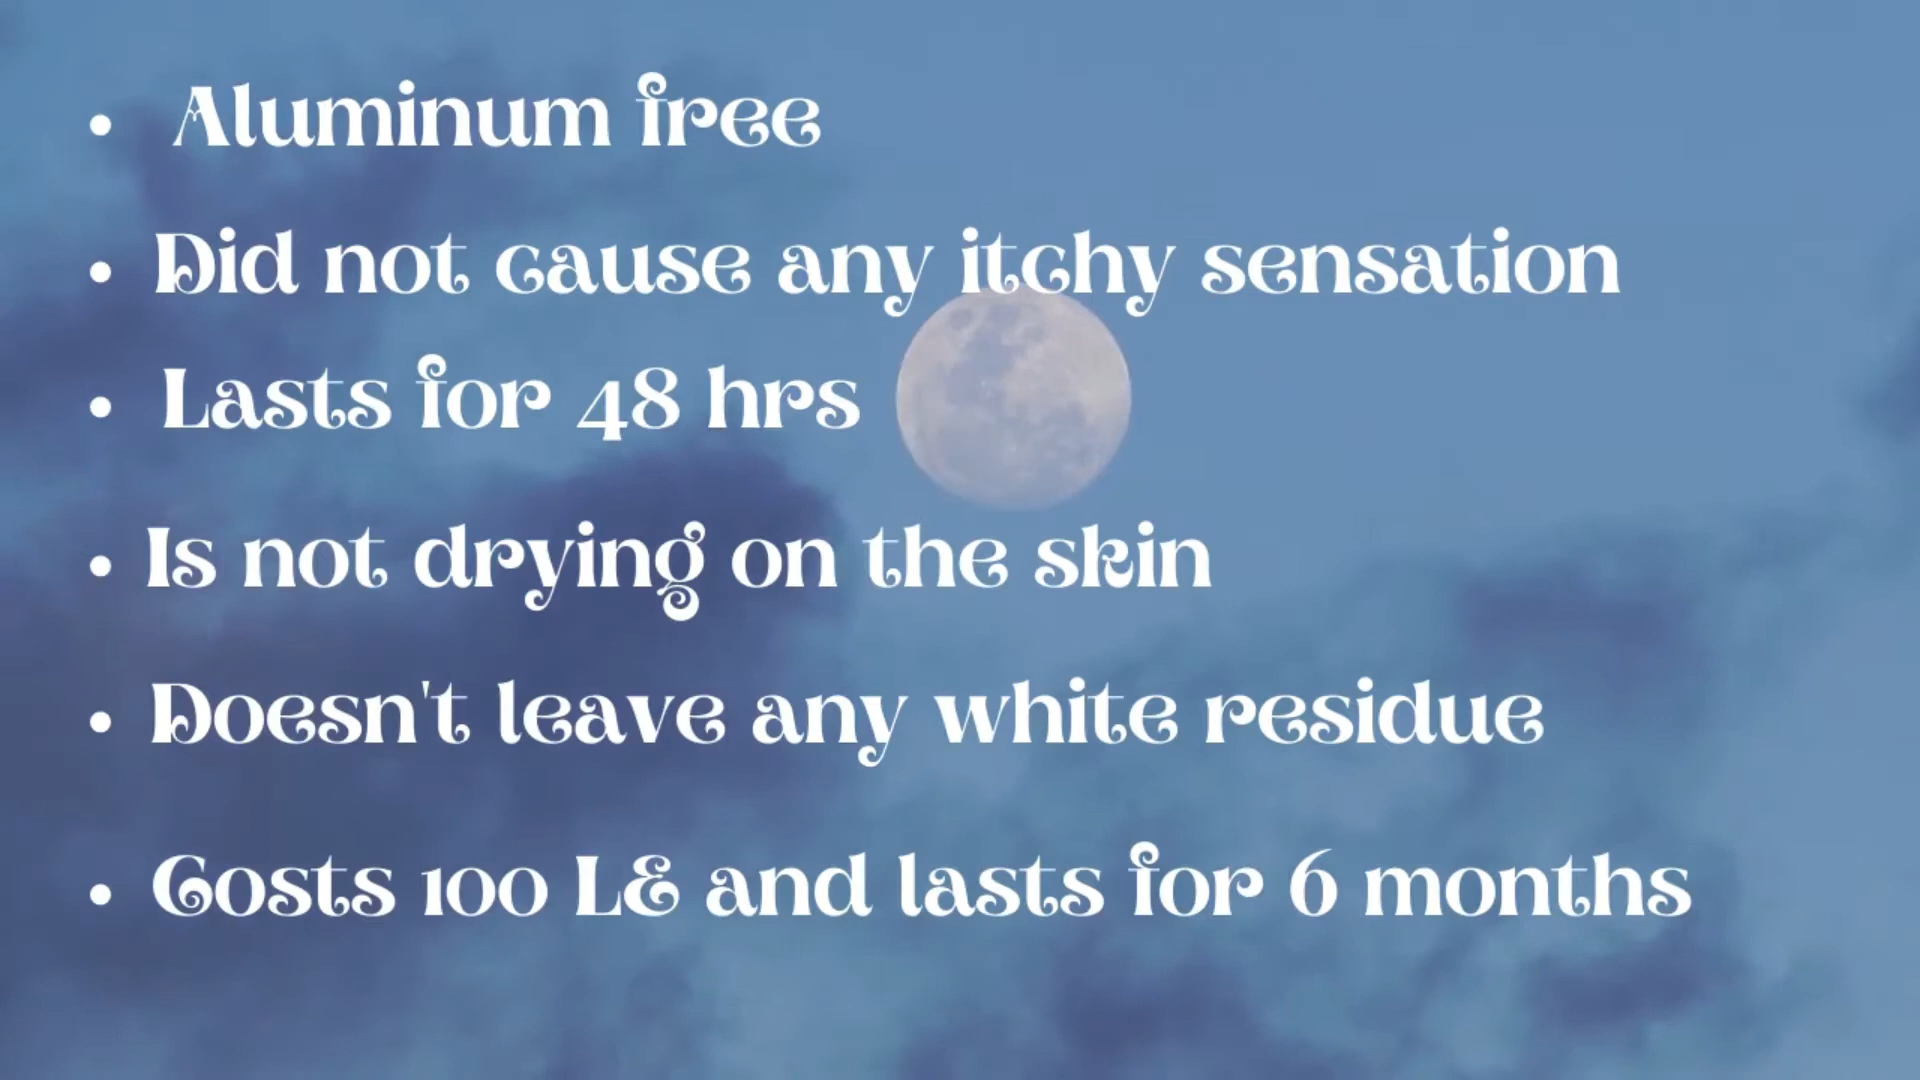 • Aluminum free
• Did not cause any itchy sensation
• Lasts for 48 hrs
• Is not drying on the skin
• Doesn't leave any white residue
• Costs 100 LE and lasts for 6 months